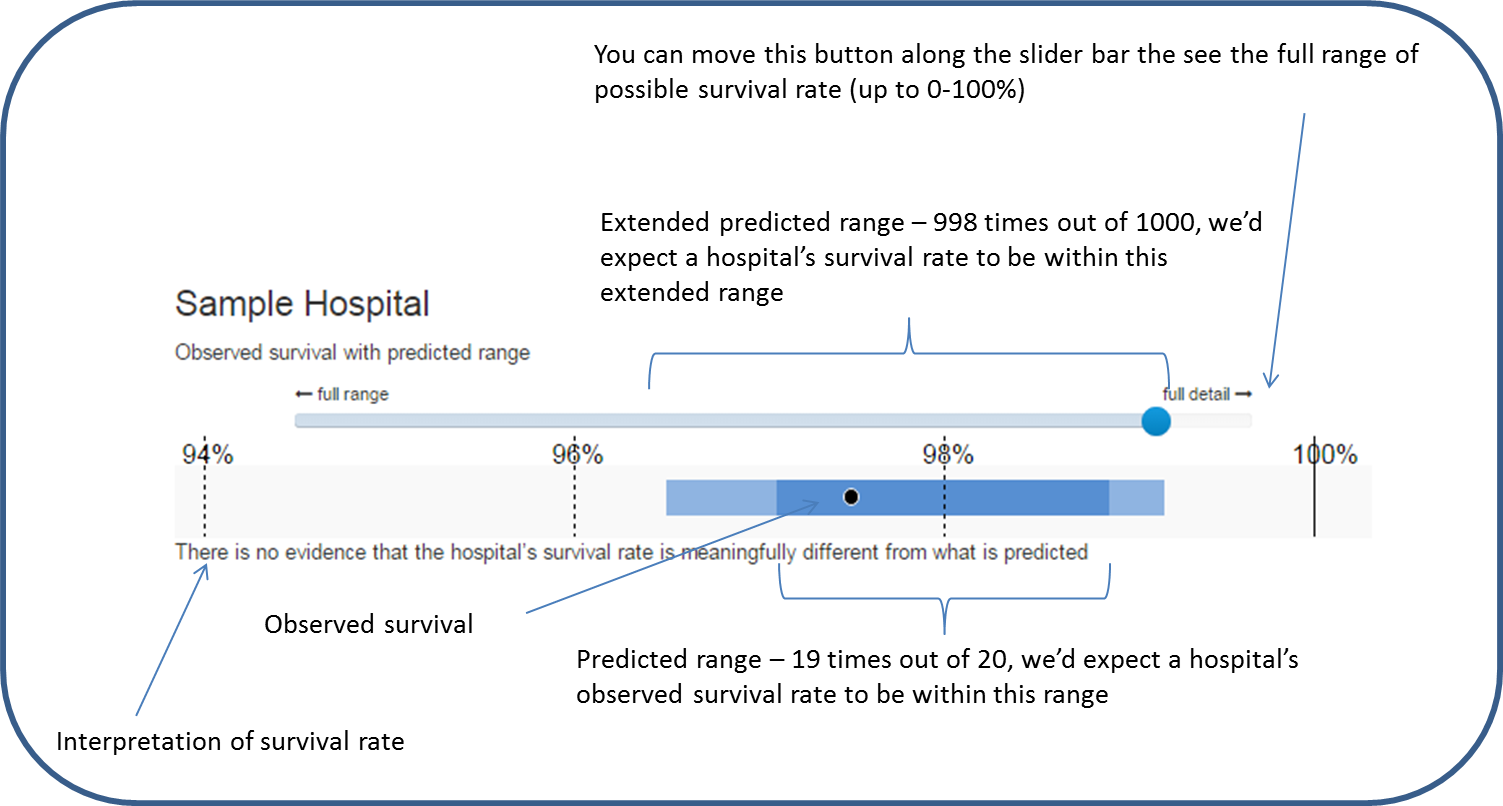 You can move this button along the slider bar the see the full range of
possible survival rate (up to 0-100%)
Extended predicted range – 998 times out of 1000, we’d
expect a hospital’s survival rate to be within this
extended range
Sample Hospital
Observed survival with predicted range
← full range
full detail →
94%
96%
98%
100%
There is no evidence that the hospital's survival rate is meaningfully different from what is predicted
Observed survival
Predicted range – 19 times out of 20, we’d expect a hospital’s
observed survival rate to be within this range
Interpretation of survival rate